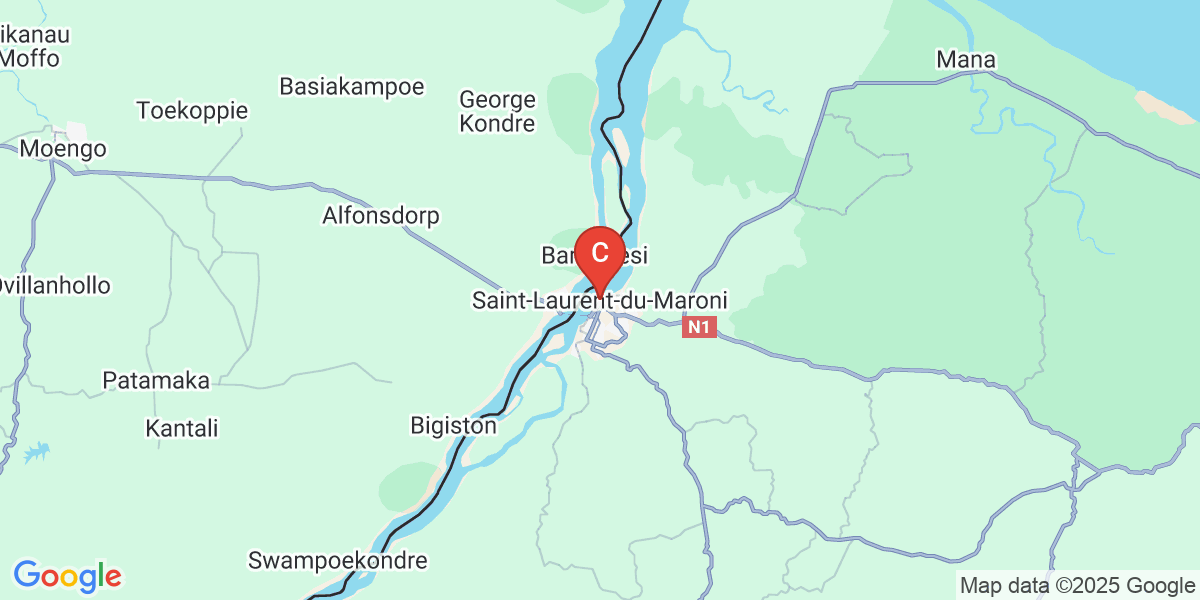 ikanau
Moffo
Mana
Basiakampoe
George
Kondre
Toekoppie
Moengo
Alfonsdorp
C
Saint-Laurent-du-Maroni
N1
Patamaka
Kantali
Bigiston
Swampoekondre
Google
Map data ©2025 Google